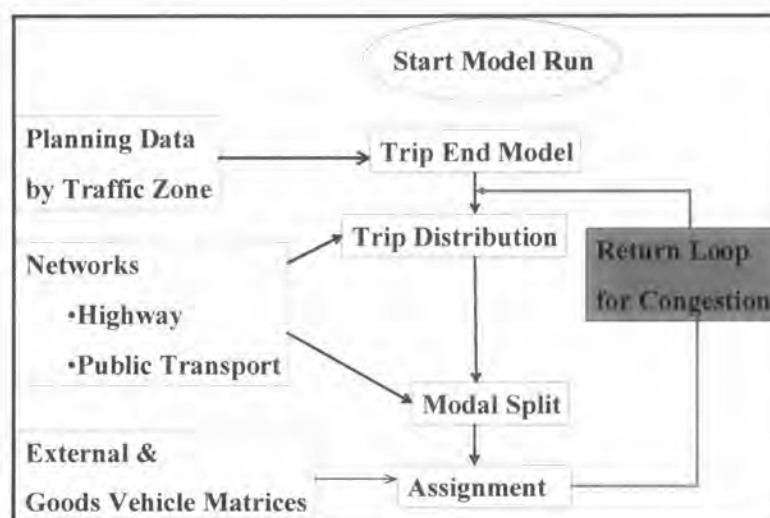 Start Model Run
Planning Data
by Traffic Zone
Trip End Model
Trip Distribution
Networks
•Highway
•Public Transport
Return Loop
for Congestion
Modal Split
External &
Goods Vehicle Matrices
Assignment